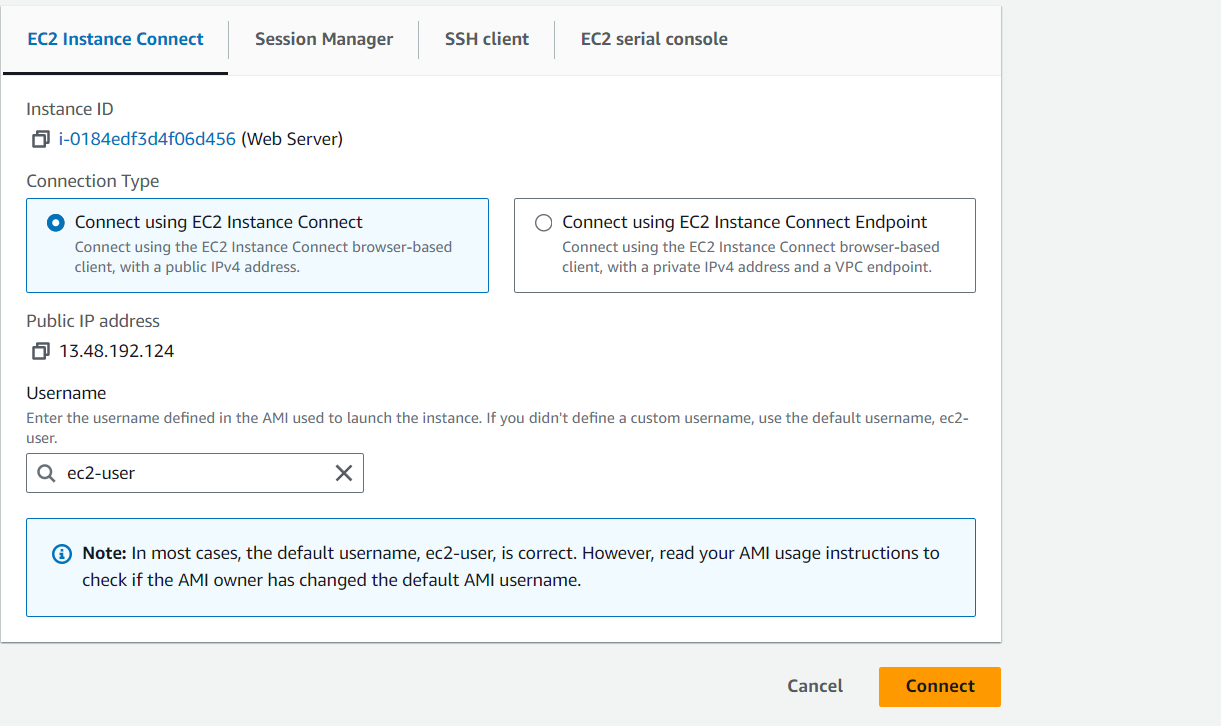 EC2 Instance Connect
Session Manager
SSH client
EC2 serial console
Instance ID
i-0184edf3d4f06d456 (Web Server)
Connection Type
Connect using EC2 Instance Connect
Connect using the EC2 Instance Connect browser-based
client, with a public IPv4 address.
Connect using EC2 Instance Connect Endpoint
Connect using the EC2 Instance Connect browser-based
client, with a private IPv4 address and a VPC endpoint.
Public IP address
13.48.192.124
Username
Enter the username defined in the AMI used to launch the instance. If you didn't define a custom username, use the default username, ec2-
user.
ec2-user
Note: In most cases, the default username, ec2-user, is correct. However, read your AMI usage instructions to
check if the AMI owner has changed the default AMI username.
Cancel
Connect